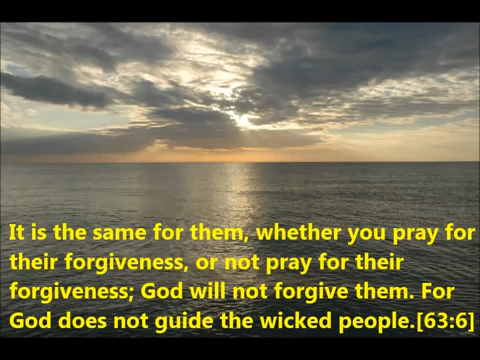 It is the same for them, whether you pray for
their forgiveness, or not pray for their
forgiveness; God will not forgive them. For
God does not guide the wicked people.[63:6]